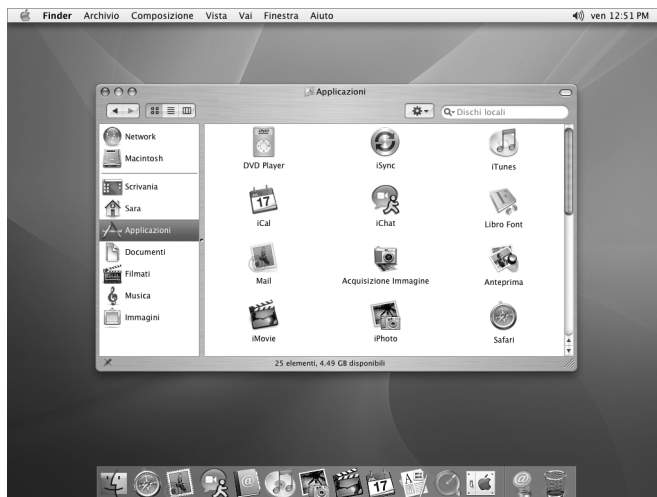 Finder Archivio Composizione Vista Vai Finestra Aiuto ven 12:51 PM
Applicazioni
Dischi locali
Network
Macintosh
Scrivania
Sara
Applicazioni
Documenti
Filmati
Musica
Immagini
DVD Player iSync iTunes
17
iCal iChat Libro Font
Mail Acquisizione Immagine Anteprima
iMovie iPhoto Safari
25 elementi, 4.49 GB disponibili
@ 17 @